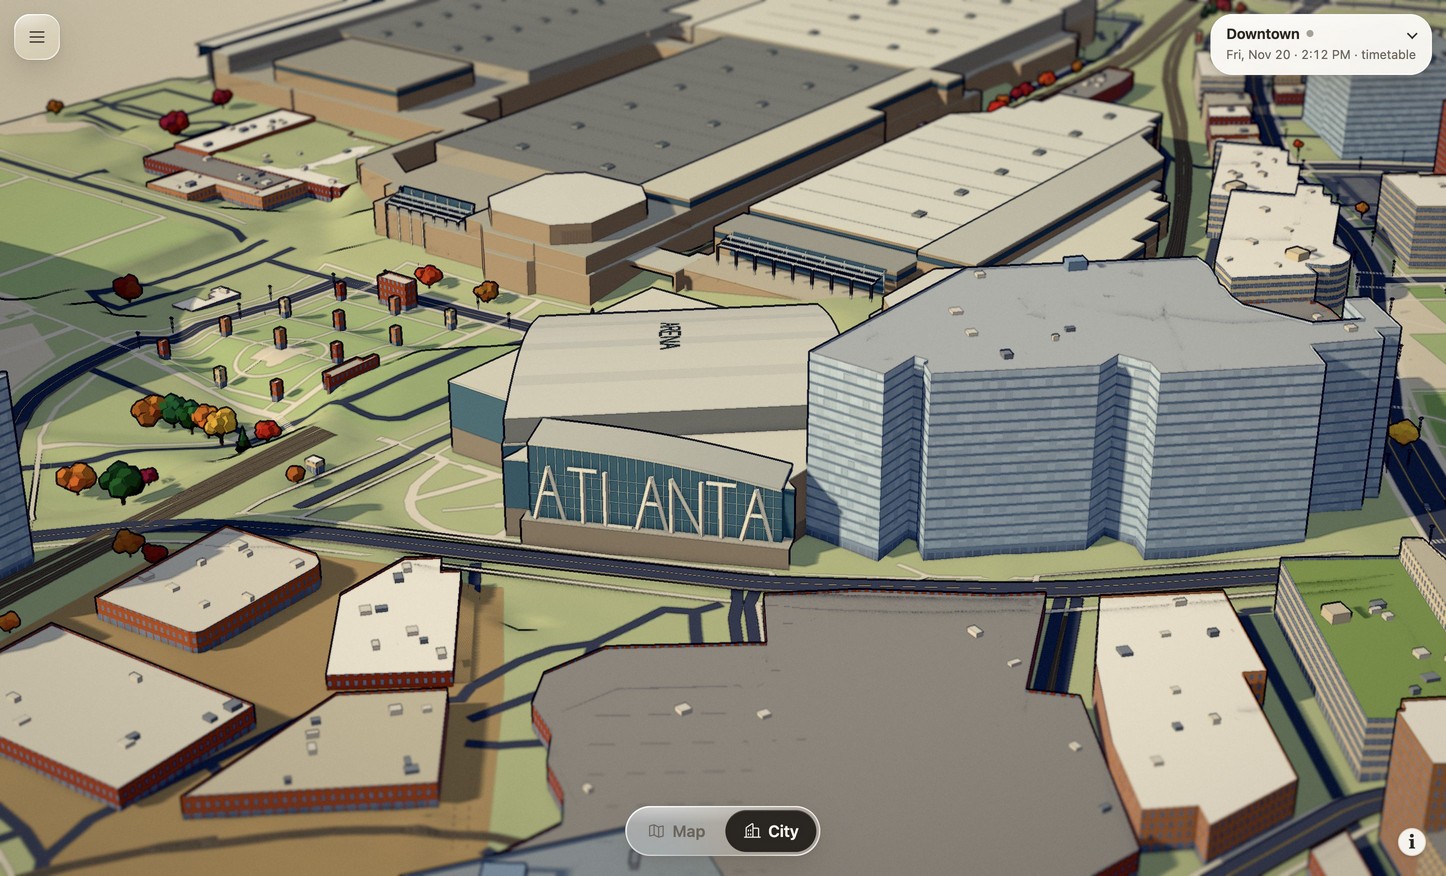 Downtown
Fri, Nov 20 · 2:12 PM · timetable
ARENA
ATLANTA
Map
City
i